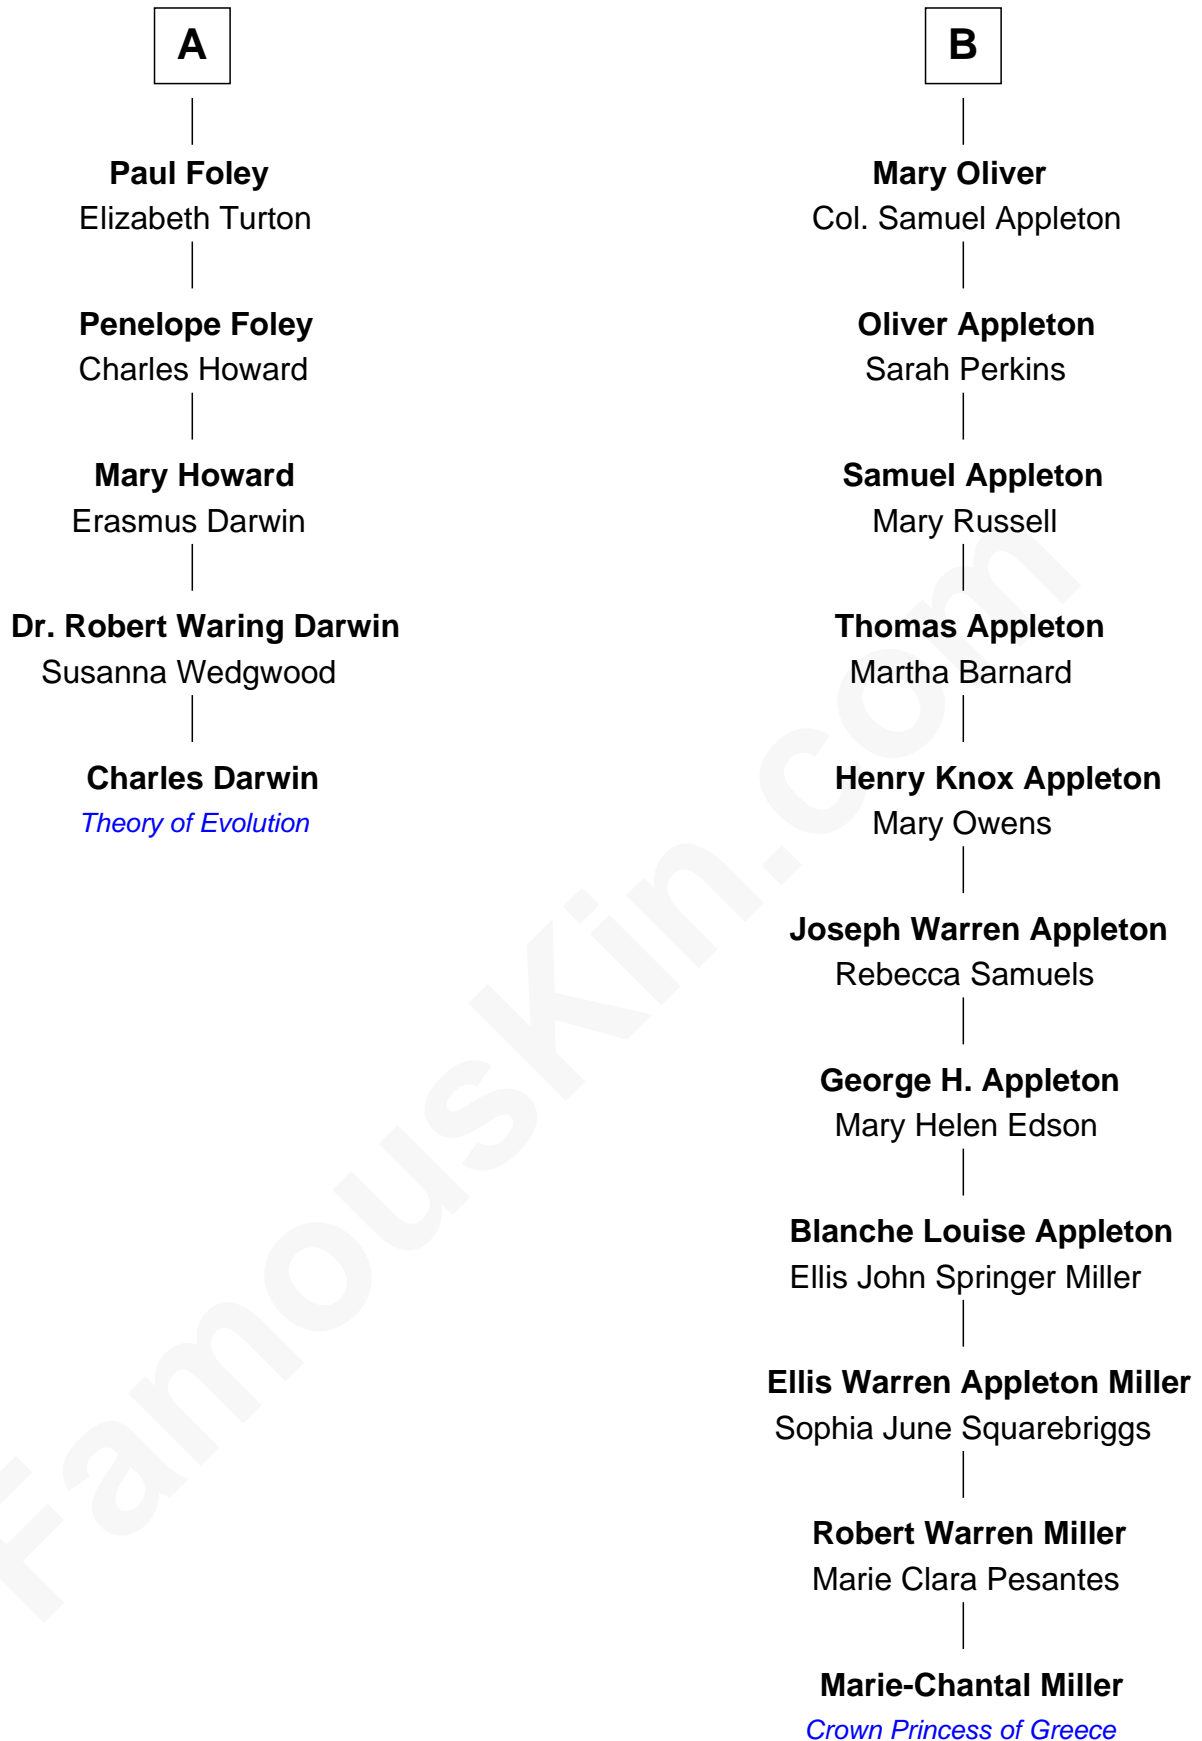 A
Paul Foley
Elizabeth Turton
Penelope Foley
Charles Howard
Mary Howard
Erasmus Darwin
Dr. Robert Waring Darwin
Susanna Wedgwood
Charles Darwin
Theory of Evolution
B
Mary Oliver
Col. Samuel Appleton
Oliver Appleton
Sarah Perkins
Samuel Appleton
Mary Russell
Thomas Appleton
Martha Barnard
Henry Knox Appleton
Mary Owens
Joseph Warren Appleton
Rebecca Samuels
George H. Appleton
Mary Helen Edson
Blanche Louise Appleton
Ellis John Springer Miller
Ellis Warren Appleton Miller
Sophia June Squarebriggs
Robert Warren Miller
Marie Clara Pesantes
Marie-Chantal Miller
Crown Princess of Greece
FamousKin.com